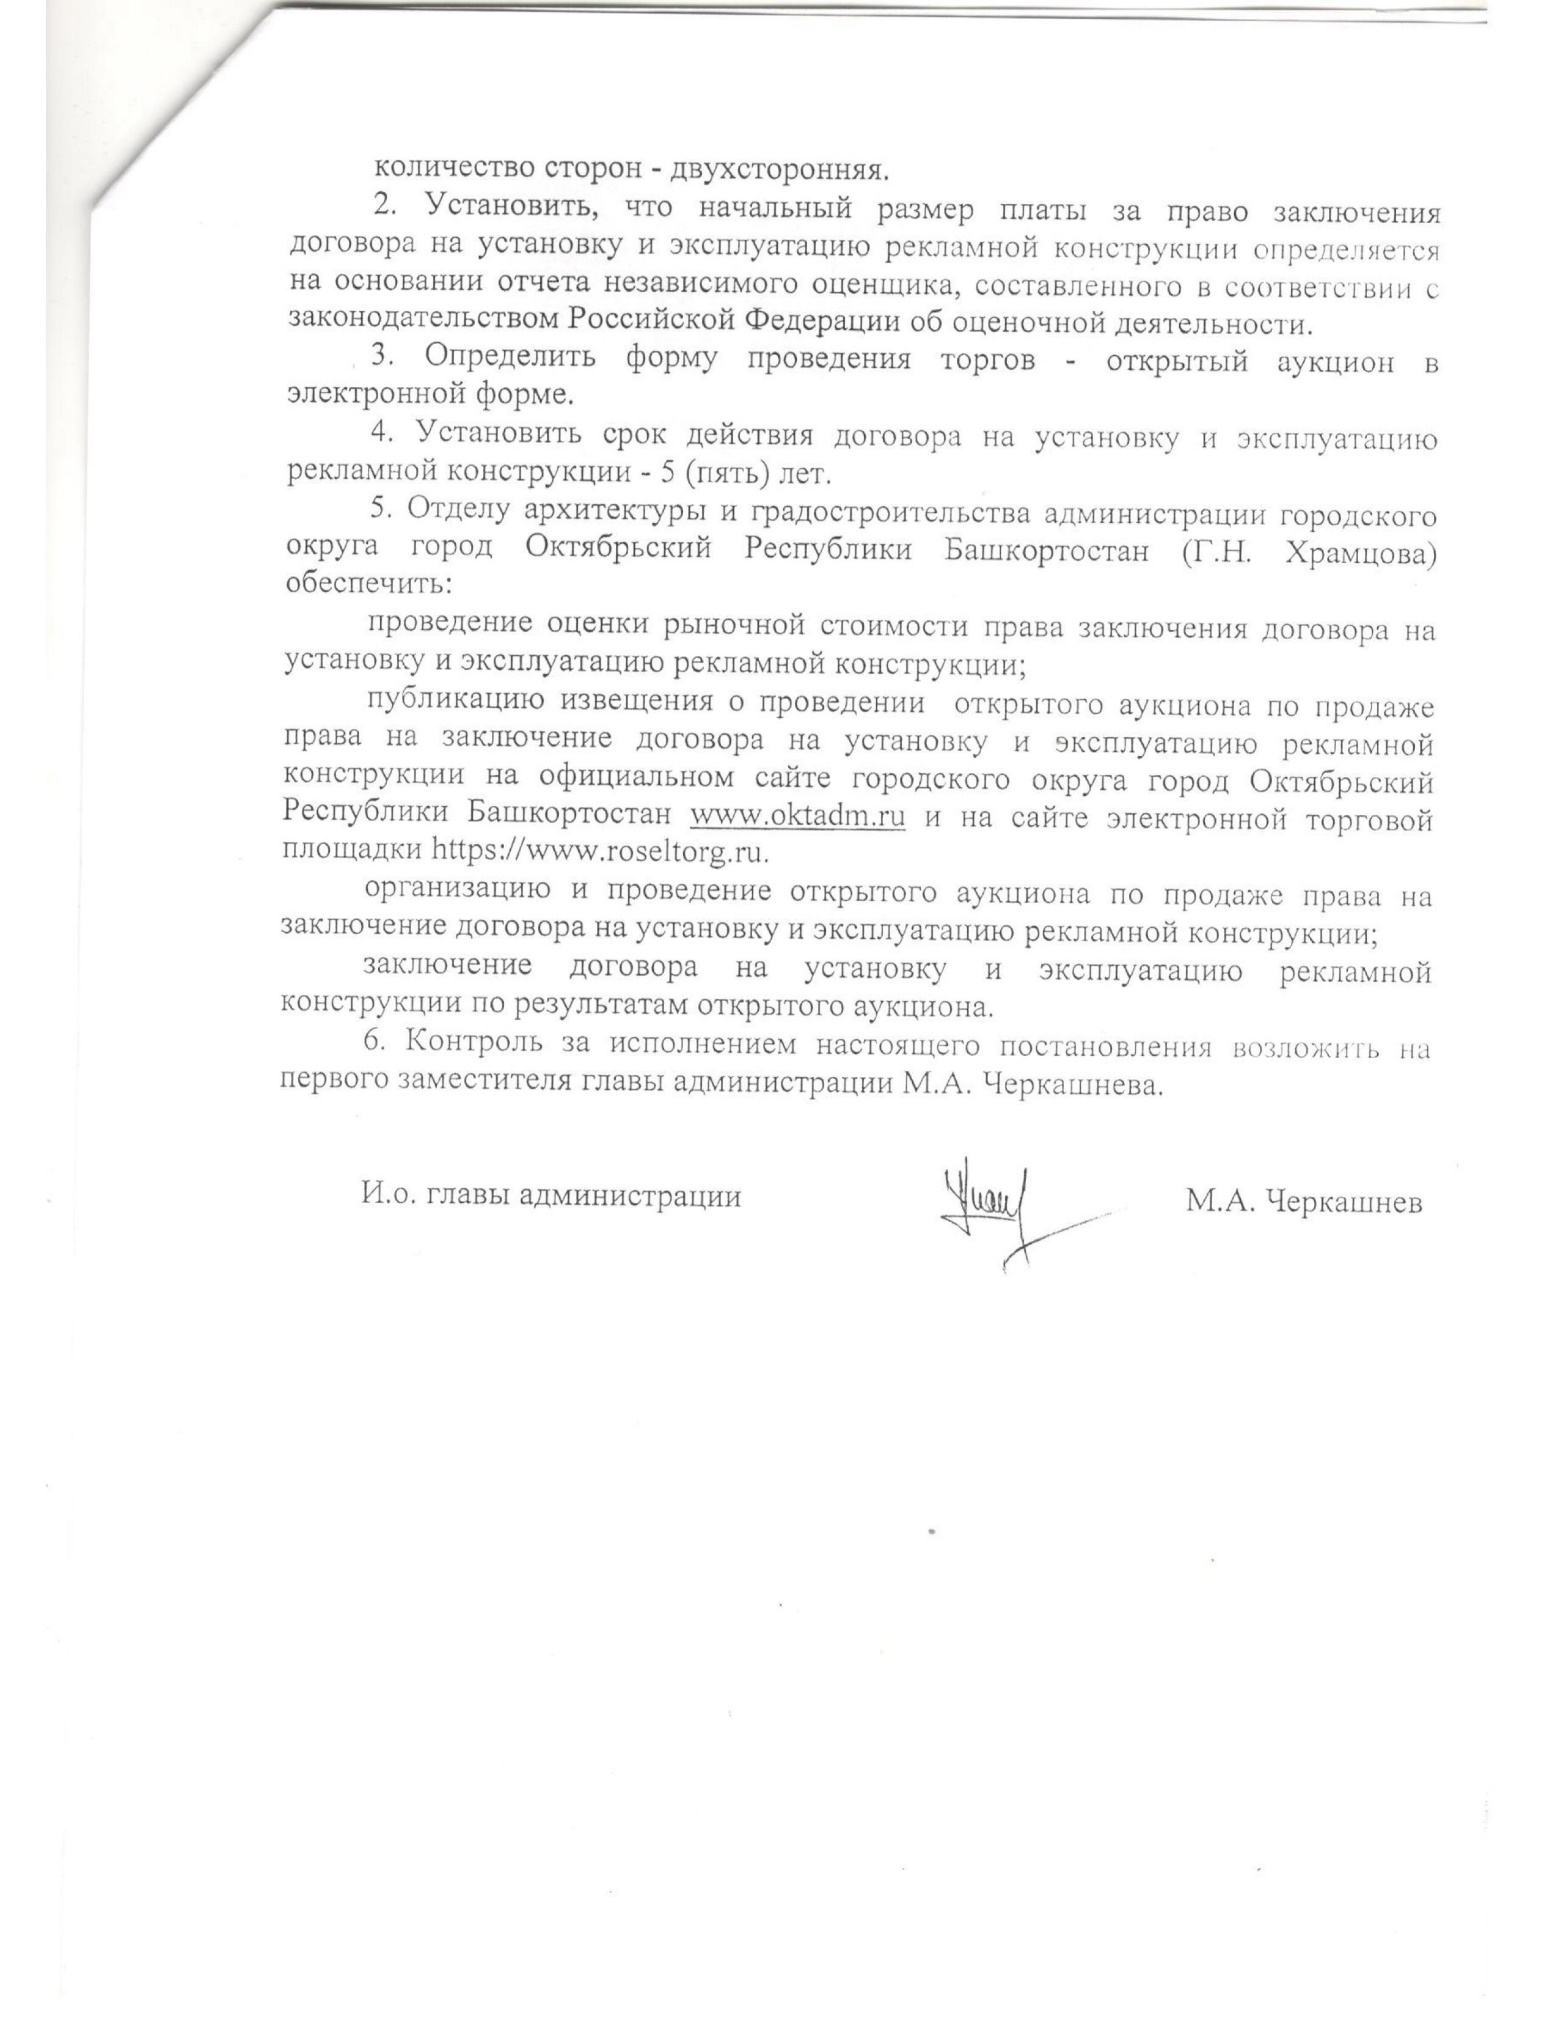 количество сторон - двухсторонняя.
2. Установить, что начальный размер платы за право заключения
договора на установку и эксплуатацию рекламной конструкции определяется
на основании отчета независимого оценщика, составленного в соответствии с
законодательством Российской Федерации об оценочной деятельности.
3. Определить форму проведения торгов - открытый аукцион в
электронной форме.
4. Установить срок действия договора на установку и эксплуатацию
рекламной конструкции - 5 (пять) лет.
5. Отделу архитектуры и градостроительства администрации городского
округа город Октябрьский Республики Башкортостан (Г.Н. Храмцова)
обеспечить:
проведение оценки рыночной стоимости права заключения договора на
установку и эксплуатацию рекламной конструкции;
публикацию извещения о проведении открытого аукциона по продаже
права на заключение договора на установку и эксплуатацию рекламной
конструкции на официальном сайте городского округа город Октябрьский
Республики Башкортостан www.oktadm.ru и на сайте электронной торговой
площадки https://www.roseltorg.ru.
организацию и проведение открытого аукциона по продаже права на
заключение договора на установку и эксплуатацию рекламной конструкции;
заключение договора на установку и эксплуатацию рекламной
конструкции по результатам открытого аукциона.
6. Контроль за исполнением настоящего постановления возложить на
первого заместителя главы администрации М.А. Черкашнева.
И.о. главы администрации М.А. Черкашнев